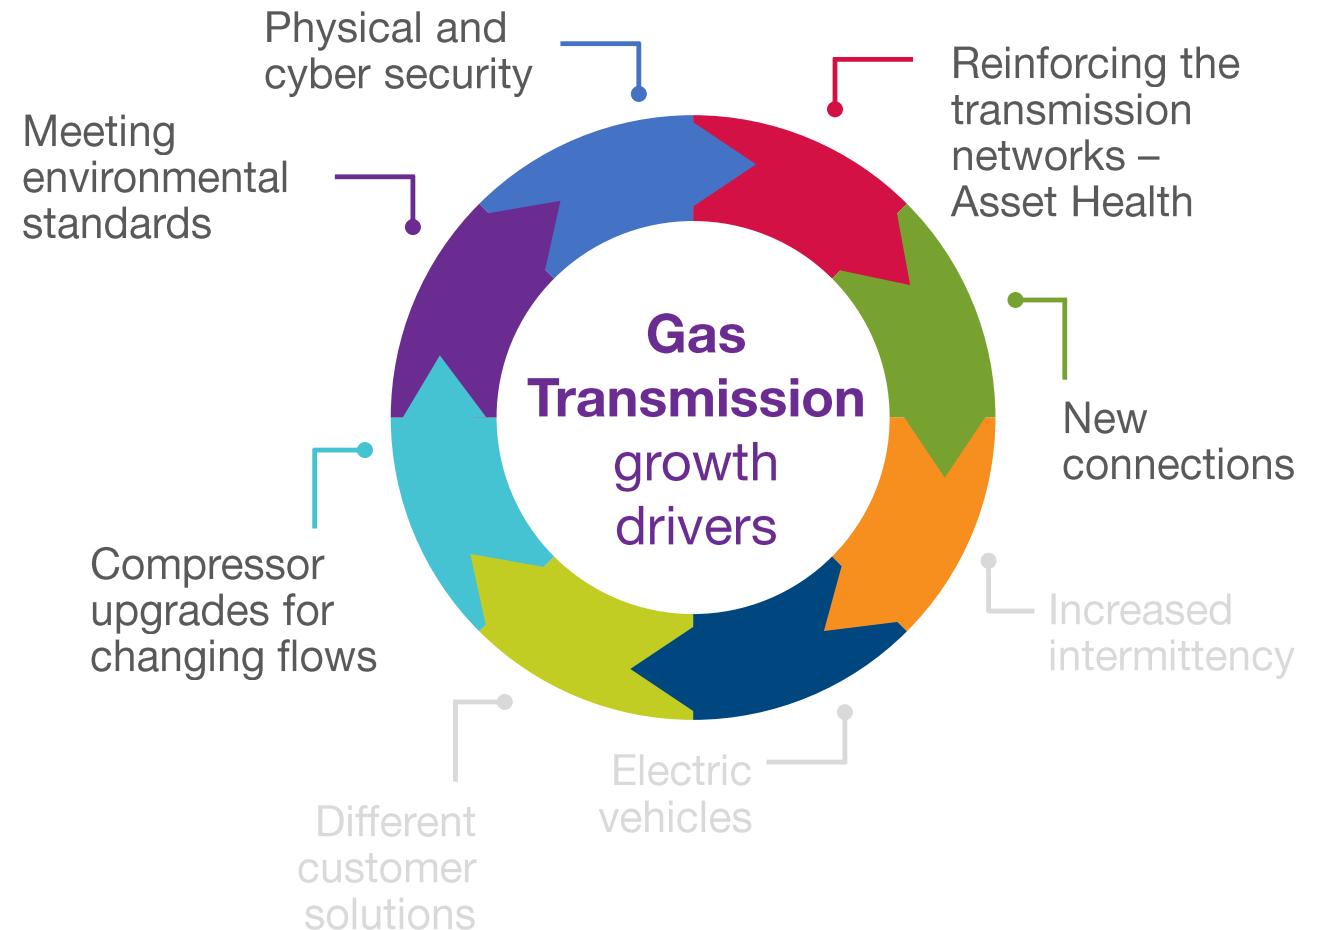 Physical and
cyber security
Reinforcing the
transmission
networks –
Asset Health
Meeting
environmental
standards
Gas
Transmission
growth
drivers
New
connections
Compressor
upgrades for
changing flows
Increased
intermittency
Electric
vehicles
Different
customer
solutions